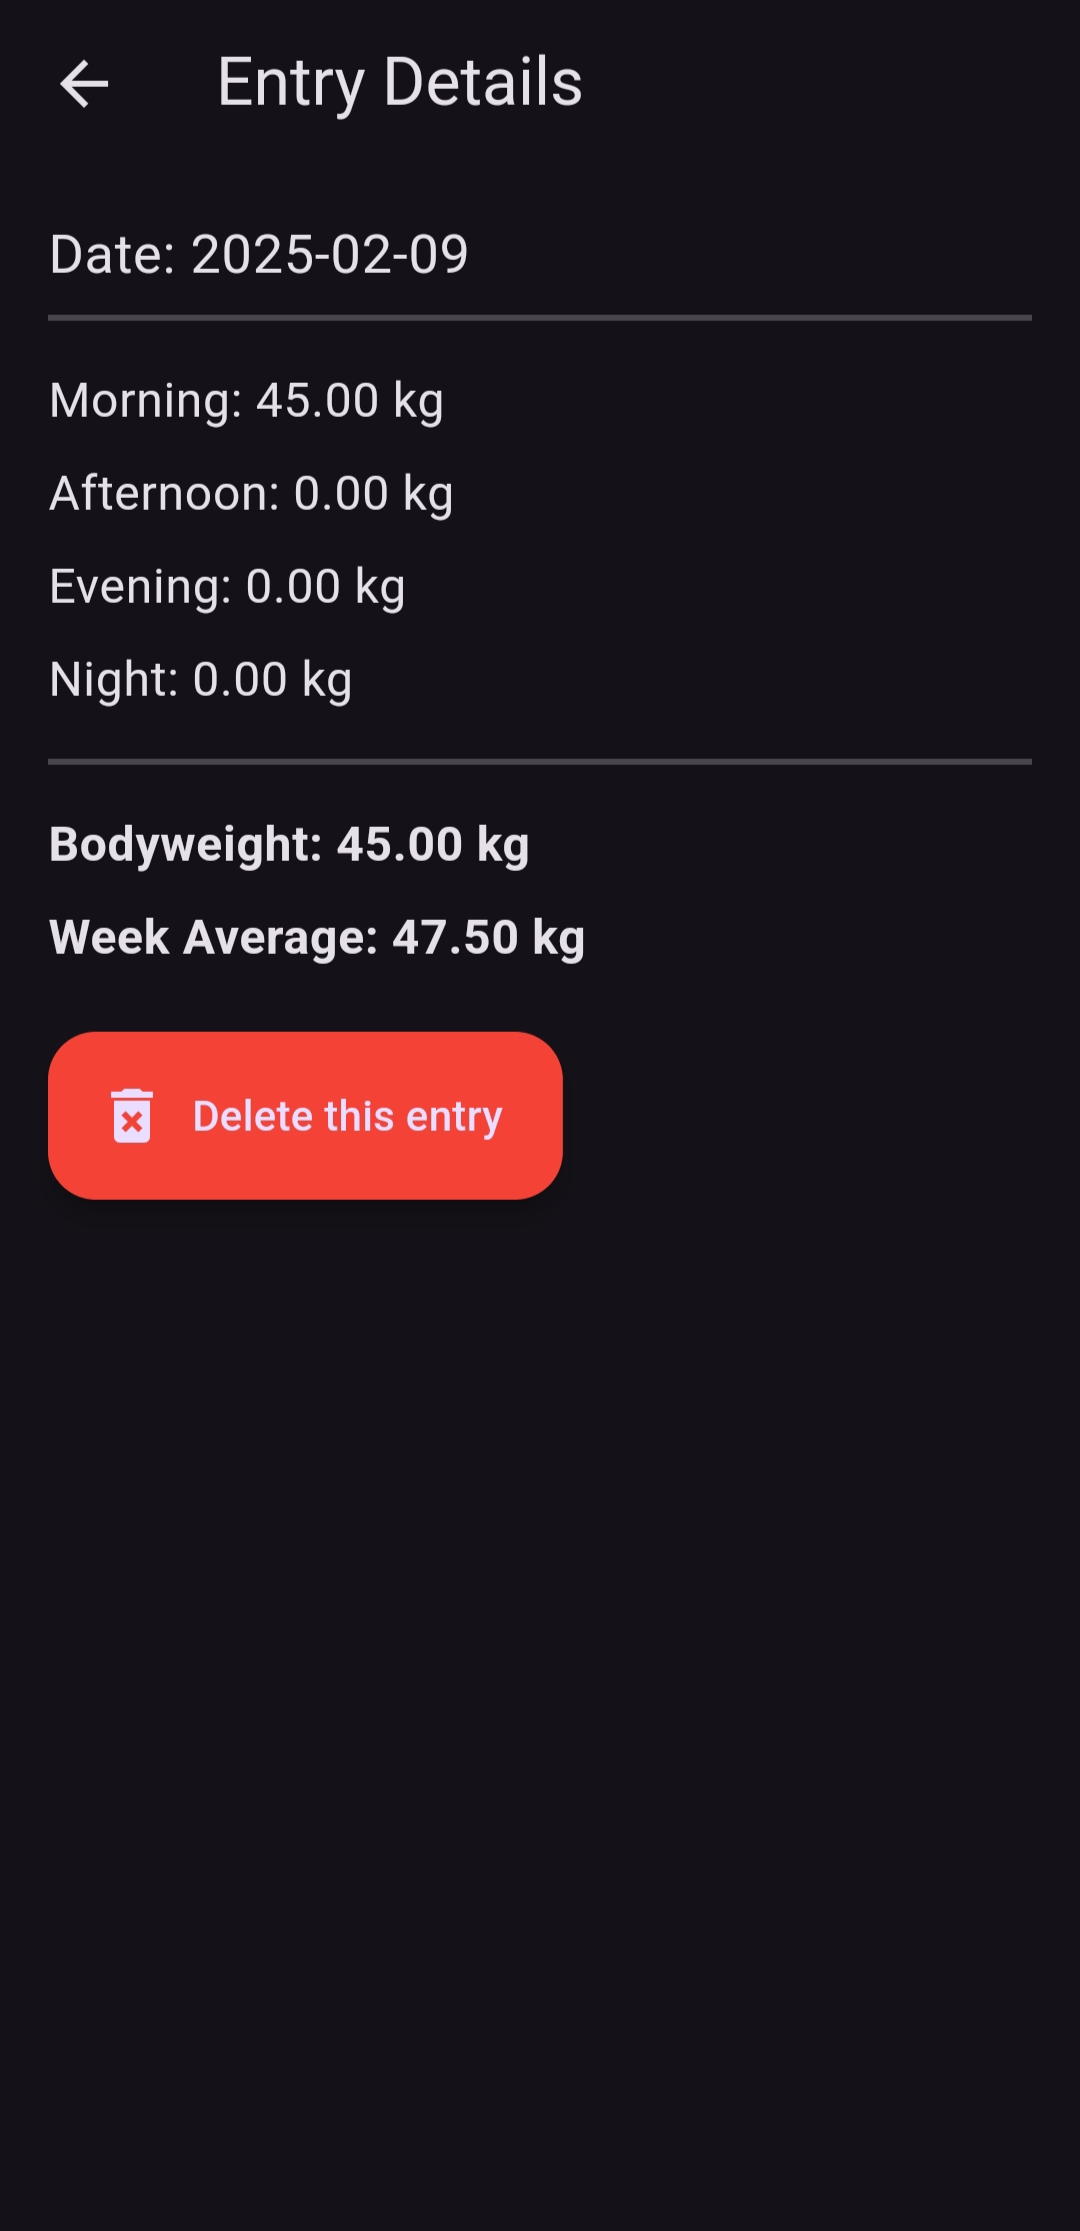 Entry Details
Date: 2025-02-09
Morning: 45.00 kg
Afternoon: 0.00 kg
Evening: 0.00 kg
Night: 0.00 kg
Bodyweight: 45.00 kg
Week Average: 47.50 kg
Delete this entry